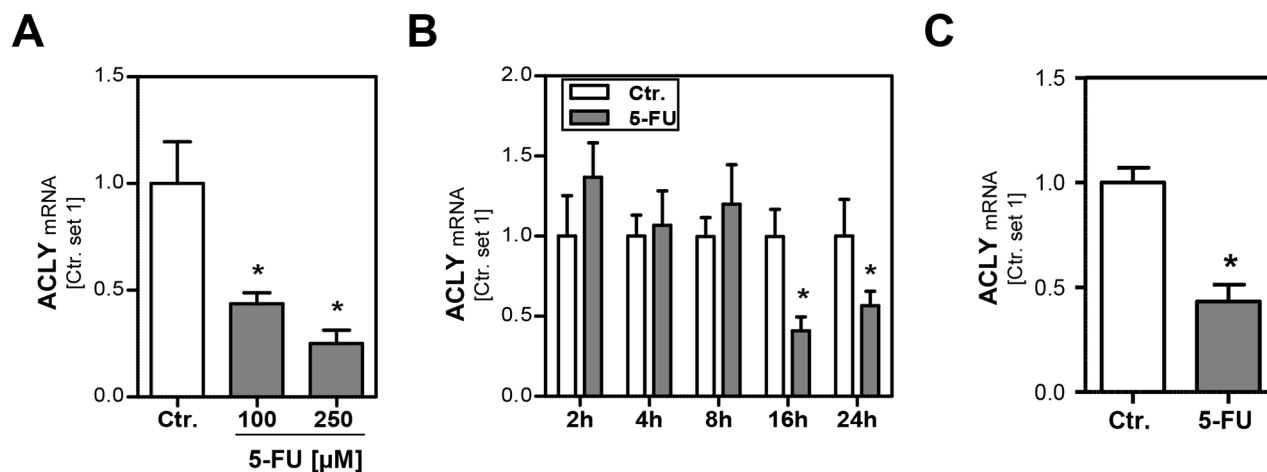 A
1.5
1.0
0.5
0.0
ACLY mRNA
[Ctr. set 1]
*
*
Ctr.
100
250
5-FU [µM]
B
2.0
1.5
1.0
0.5
0.0
ACLY mRNA
[Ctr. set 1]
Ctr.
5-FU
*
*
2h
4h
8h
16h
24h
C
1.5
1.0
0.5
0.0
ACLY mRNA
[Ctr. set 1]
*
Ctr.
5-FU